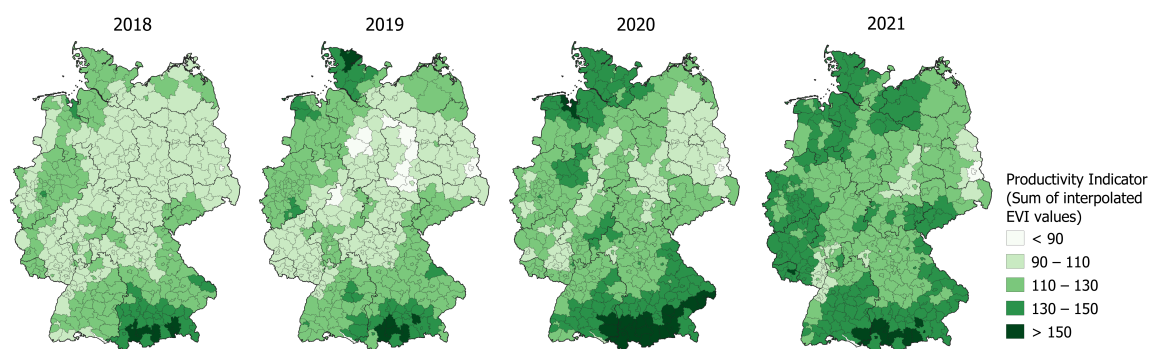 2018
2019
2020
2021
Productivity Indicator
(Sum of interpolated
EVI values)
< 90
90 – 110
110 – 130
130 – 150
> 150